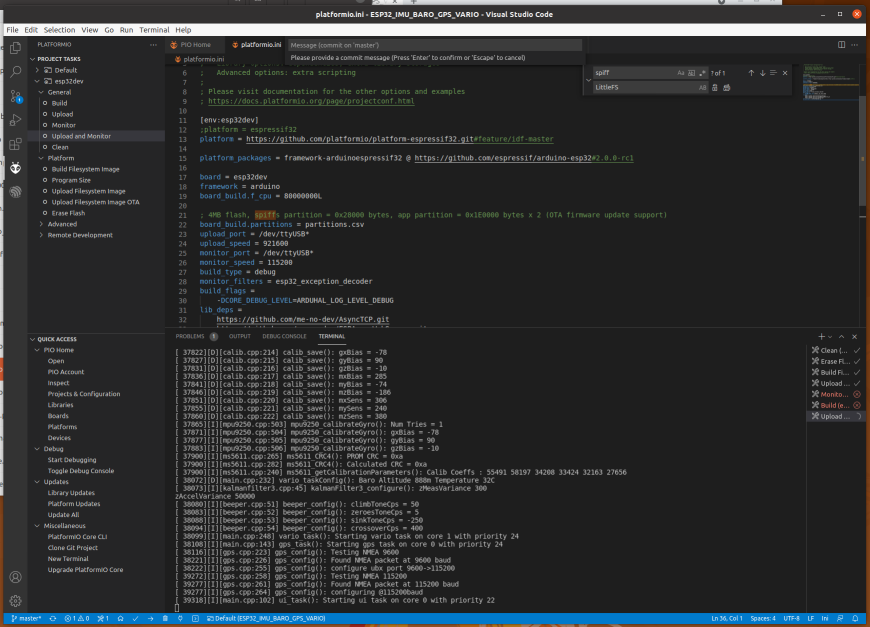 platformio.ini - ESP32_IMU_BARO_GPS_VARIO - Visual Studio Code
File Edit Selection View Go Run Terminal Help
PLATFORMIO
PIO Home
platformio.ini
Message (commit on 'master')
Please provide a commit message (Press 'Enter' to confirm or 'Escape' to cancel)
platformio.ini
spiff
? of 1
LittleFS
PROJECT TASKS
Default
esp32dev
General
Build
Upload
Monitor
Upload and Monitor
Clean
Platform
Build Filesystem Image
Program Size
Upload Filesystem Image
Upload Filesystem Image OTA
Erase Flash
Advanced
Remote Development
6 ; Advanced options: extra scripting
7 ;
8 ; Please visit documentation for the other options and examples
9 ; https://docs.platformio.org/page/projectconf.html
10
11 [env:esp32dev]
12 ;platform = espressif32
13 platform = https://github.com/platformio/platform-espressif32.git#feature/idf-master
14
15 platform_packages = framework-arduinoespressif32 @ https://github.com/espressif/arduino-esp32#2.0.0-rc1
16
17 board = esp32dev
18 framework = arduino
19 board_build.f_cpu = 80000000L
20
21 ; 4MB flash, spiffs partition = 0x20000 bytes, app partition = 0x1E0000 bytes x 2 (OTA firmware update support)
22 board_build.partitions = partitions.csv
23 upload_port = /dev/ttyUSB*
24 upload_speed = 921600
25 monitor_port = /dev/ttyUSB*
26 monitor_speed = 115200
27 build_type = debug
28 monitor_filters = esp32_exception_decoder
29 build_flags =
30 -DCORE_DEBUG_LEVEL=ARDUHAL_LOG_LEVEL_DEBUG
31 lib_deps =
32 https://github.com/me-no-dev/AsyncTCP.git
QUICK ACCESS
PIO Home
Open
PIO Account
Inspect
Projects & Configuration
Libraries
Boards
Platforms
Devices
Debug
Start Debugging
Toggle Debug Console
Updates
Library Updates
Platform Updates
Update All
Miscellaneous
PlatformIO Core CLI
Clone Git Project
New Terminal
Upgrade PlatformIO Core
PROBLEMS 1 OUTPUT DEBUG CONSOLE TERMINAL
[ 37822][D][calib.cpp:214] calib_save(): gxBias = -78
[ 37827][D][calib.cpp:215] calib_save(): gyBias = 90
[ 37831][D][calib.cpp:216] calib_save(): gzBias = -10
[ 37836][D][calib.cpp:217] calib_save(): mxBias = 285
[ 37841][D][calib.cpp:218] calib_save(): myBias = -74
[ 37846][D][calib.cpp:219] calib_save(): mzBias = -186
[ 37850][D][calib.cpp:220] calib_save(): mxSens = 306
[ 37855][D][calib.cpp:221] calib_save(): mySens = 240
[ 37860][D][calib.cpp:222] calib_save(): mzSens = 380
[ 37865][I][mpu9250.cpp:503] mpu9250_calibrateGyro(): Num Tries = 1
[ 37871][I][mpu9250.cpp:504] mpu9250_calibrateGyro(): gxBias = -78
[ 37877][I][mpu9250.cpp:505] mpu9250_calibrateGyro(): gyBias = 90
[ 37883][I][mpu9250.cpp:506] mpu9250_calibrateGyro(): gzBias = -10
[ 37900][I][ms5611.cpp:265] ms5611_CRC4(): PROM CRC = 0xa
[ 37900][I][ms5611.cpp:282] ms5611_CRC4(): Calculated CRC = 0xa
[ 37900][I][ms5611.cpp:240] ms5611_getCalibrationParameters(): Calib Coeffs : 55491 58197 34208 33424 32163 27656
[ 38072][D][main.cpp:232] vario_taskConfig(): Baro Altitude 888m Temperature 32C
[ 38073][I][kalmanfilter3.cpp:45] kalmanFilter3_configure(): zMeasVariance 300
zAccelVariance 50000
[ 38080][I][beeper.cpp:51] beeper_config(): climbToneCps = 50
[ 38082][I][beeper.cpp:52] beeper_config(): zeroesToneCps = 5
[ 38088][I][beeper.cpp:53] beeper_config(): sinkToneCps = -250
[ 38094][I][beeper.cpp:54] beeper_config(): crossoverCps = 400
[ 38099][I][main.cpp:248] vario_task(): Starting vario task on core 1 with priority 24
[ 38108][I][main.cpp:143] gps_task(): Starting gps task on core 0 with priority 24
[ 38116][I][gps.cpp:223] gps_config(): Testing NMEA 9600
[ 38221][I][gps.cpp:226] gps_config(): Found NMEA packet at 9600 baud
[ 38222][I][gps.cpp:255] gps_config(): configure ubx port 9600->115200
[ 39272][I][gps.cpp:258] gps_config(): Testing NMEA 115200
[ 39277][I][gps.cpp:261] gps_config(): Found NMEA packet at 115200 baud
[ 39277][I][gps.cpp:264] gps_config(): configuring @115200baud
[ 39318][I][main.cpp:102] ui_task(): Starting ui task on core 0 with priority 22
Clean (...
Erase Fl...
Build Fi...
Upload ...
Monito...
Build (e...
Upload ...
master*
1 0
1
Default (ESP32_IMU_BARO_GPS_VARIO)
Ln 36, Col 1 Spaces: 4 UTF-8 LF Ini